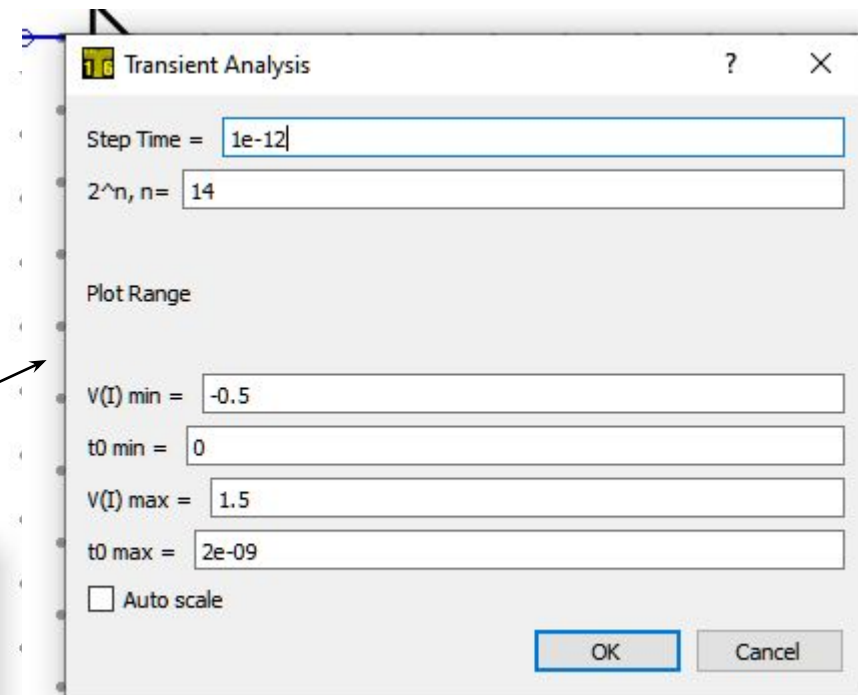 16 Transient Analysis ? ×
Step Time = 1e-12
2^n, n= 14
Plot Range
V(I) min = -0.5
t0 min = 0
V(I) max = 1.5
t0 max = 2e-09
Auto scale
OK Cancel